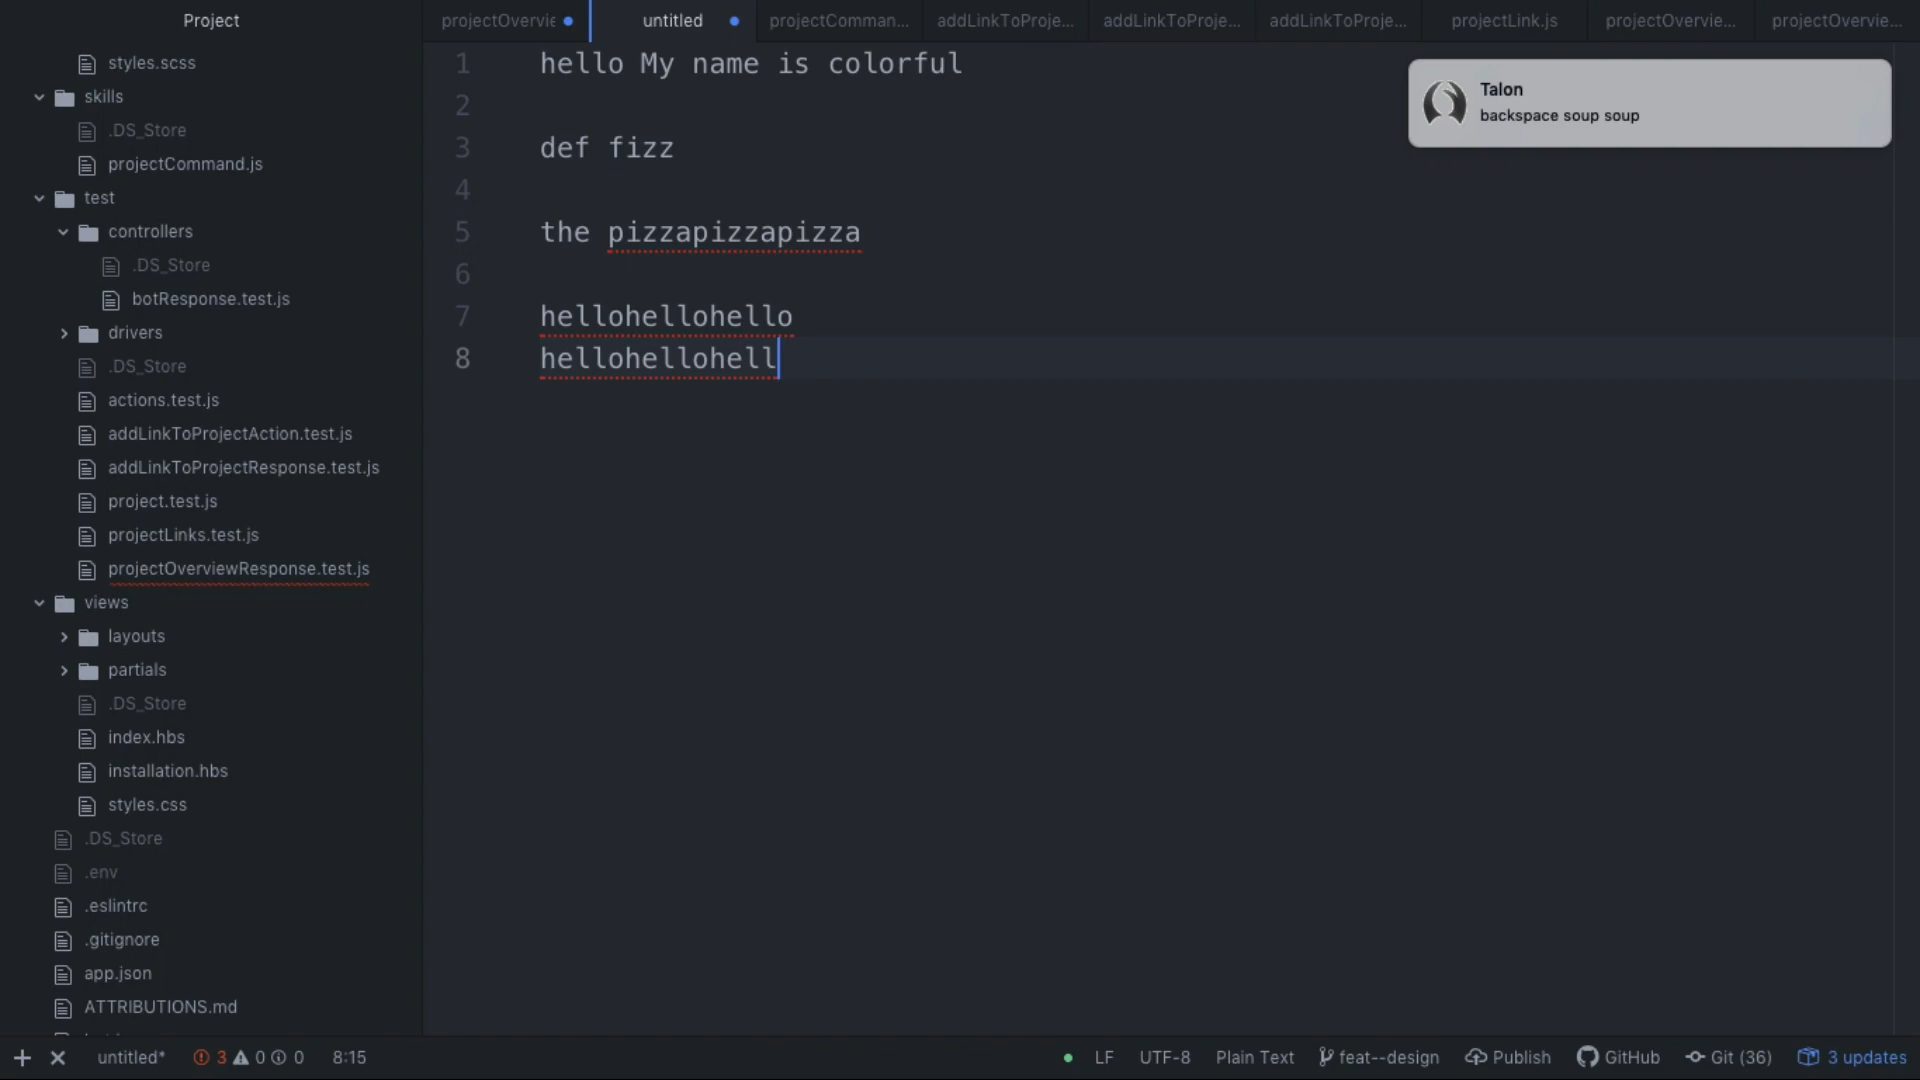 Project
projectOvervie
untitled
projectComman...
addLinkToProje...
addLinkToProje...
addLinkToProje...
projectLink.js
projectOvervie...
projectOvervie...
styles.scss
skills
.DS_Store
projectCommand.js
test
controllers
.DS_Store
botResponse.test.js
drivers
.DS_Store
actions.test.js
addLinkToProjectAction.test.js
addLinkToProjectResponse.test.js
project.test.js
projectLinks.test.js
projectOverviewResponse.test.js
views
layouts
partials
.DS_Store
index.hbs
installation.hbs
styles.css
.DS_Store
.env
.eslintrc
.gitignore
app.json
ATTRIBUTIONS.md
1 hello My name is colorful
2
3 def fizz
4
5 the pizzapizzapizza
6
7 hellohellohello
8 hellohellohell
Talon
backspace soup soup
untitled* 3 0 0 8:15
LF UTF-8 Plain Text feat--design Publish GitHub Git (36) 3 updates